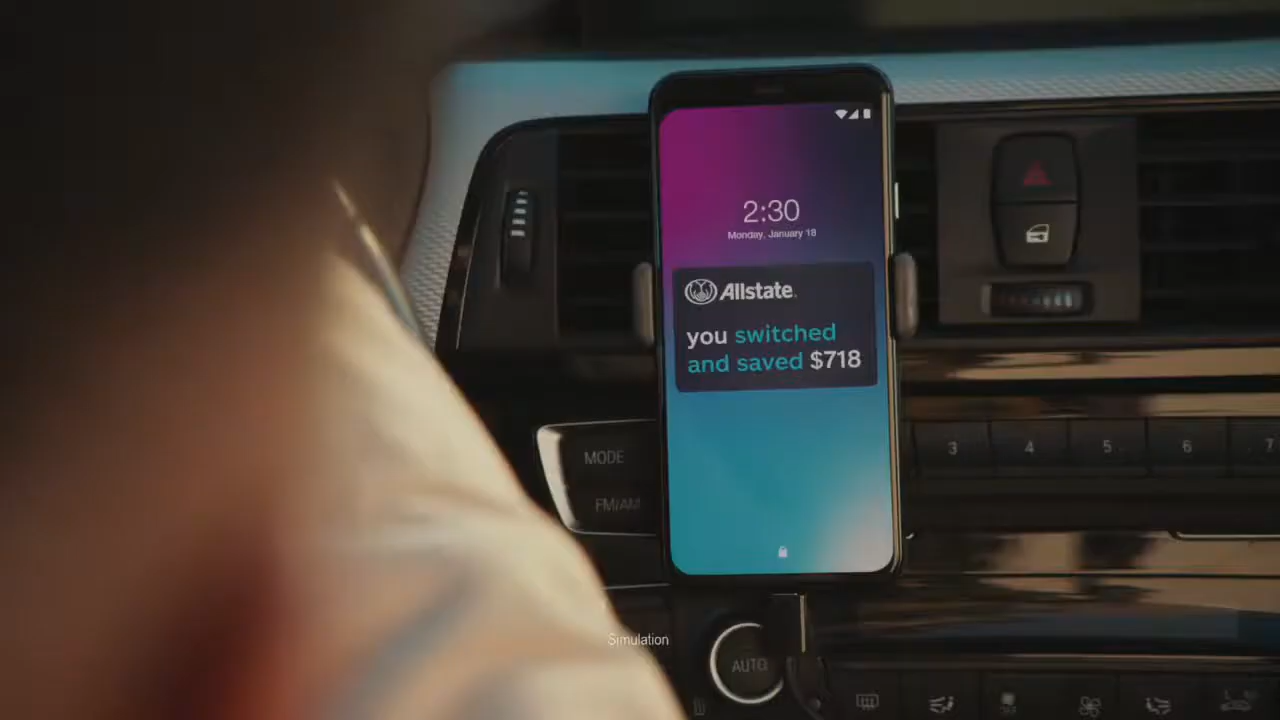 2:30
Monday, January 18
Allstate.
you switched
and saved $718
MODE
FM/AM
3
4
5
6
7
AUTO
Simulation